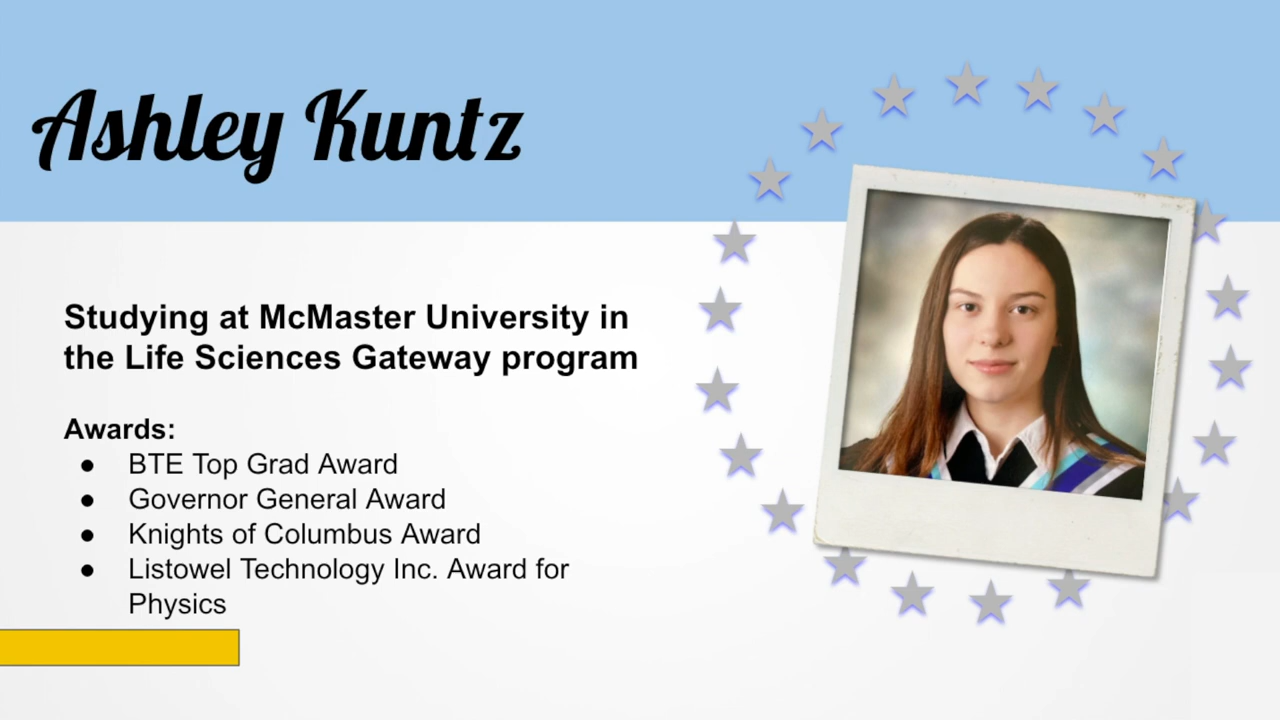 Ashley Kuntz
Studying at McMaster University in
the Life Sciences Gateway program
Awards:
● BTE Top Grad Award
● Governor General Award
● Knights of Columbus Award
● Listowel Technology Inc. Award for
Physics